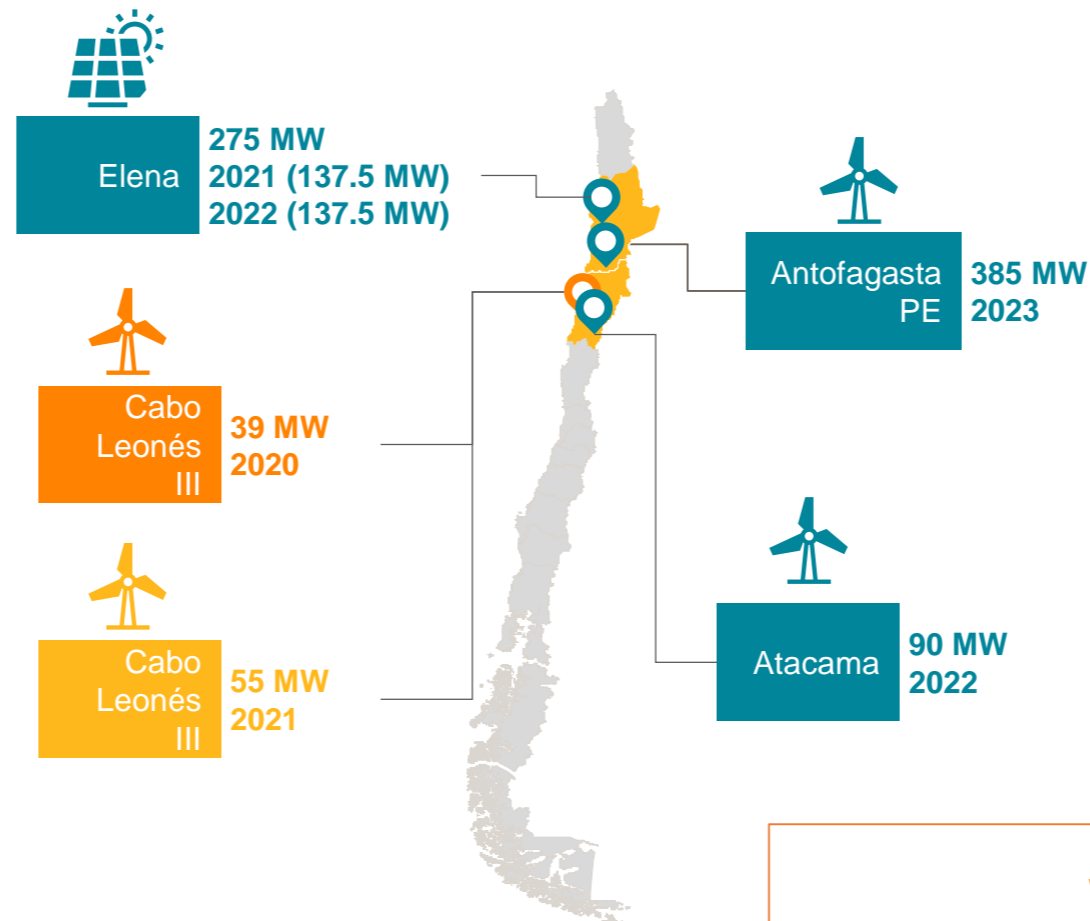 Elena
275 MW
2021 (137.5 MW)
2022 (137.5 MW)
Antofagasta
PE
385 MW
2023
Cabo
Leonés
III
39 MW
2020
Cabo
Leonés
III
55 MW
2021
Atacama
90 MW
2022